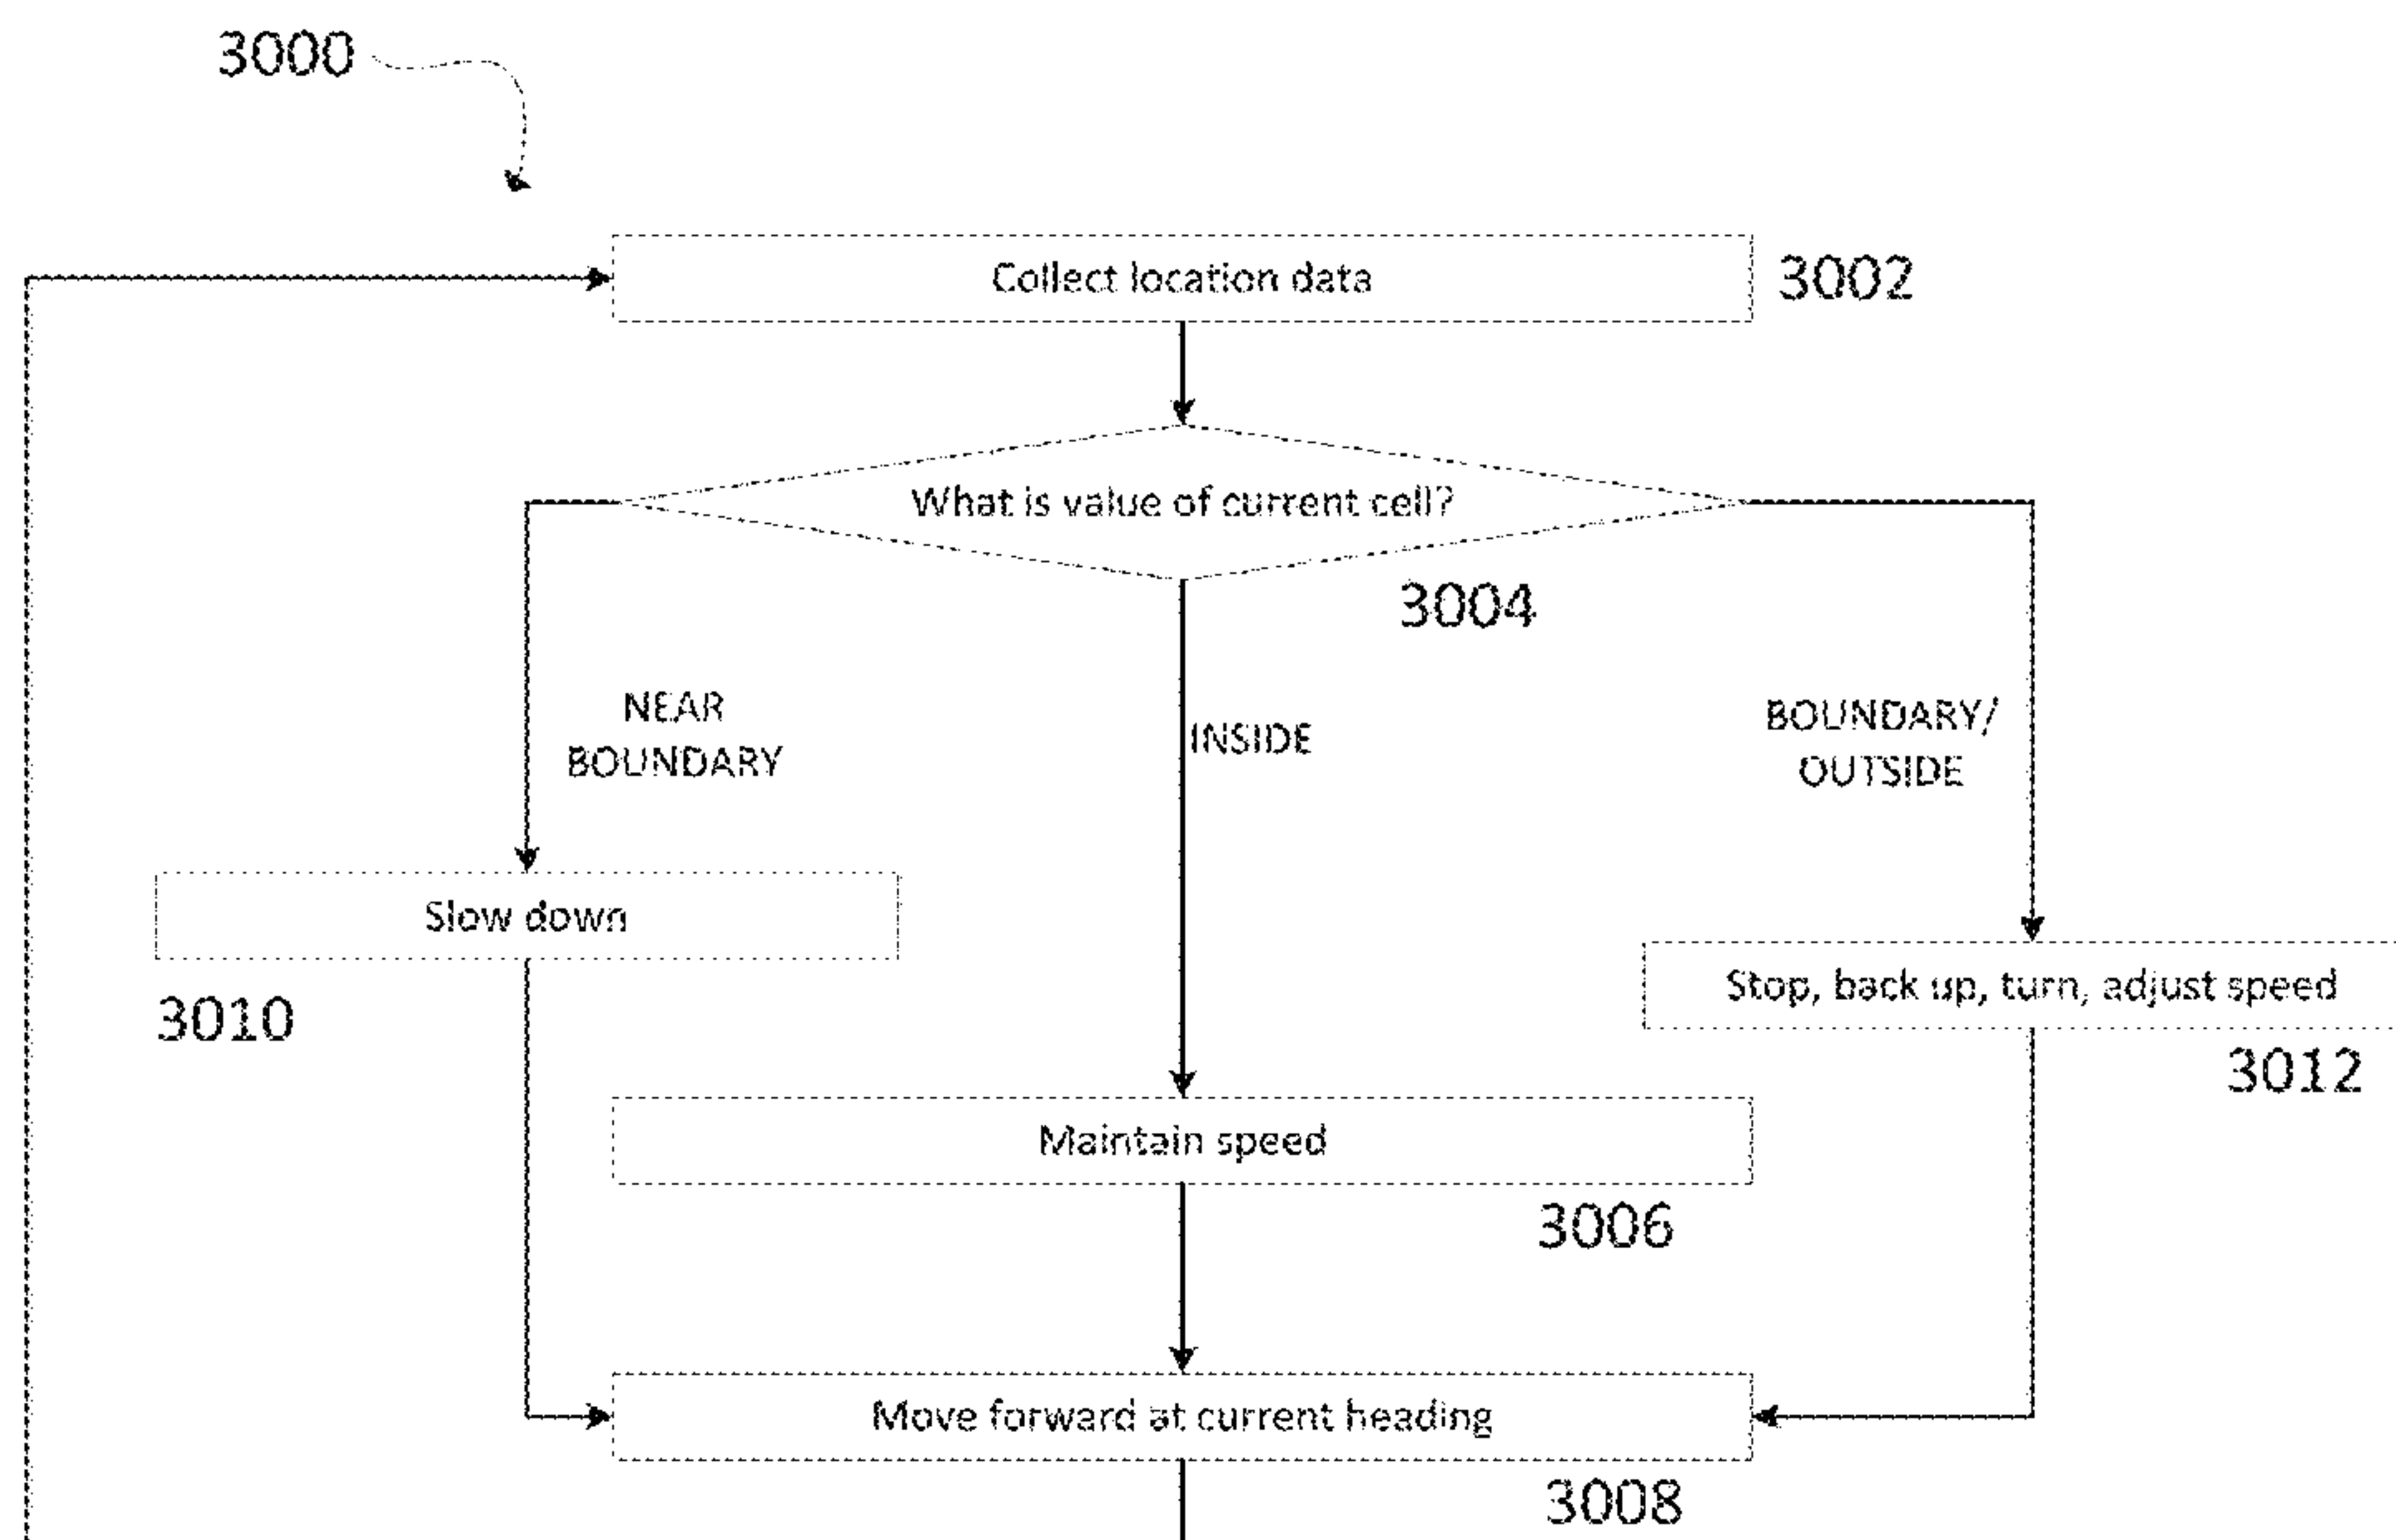 3000
Collect location data
3002
What is value of current cell?
3004
NEAR
BOUNDARY
INSIDE
BOUNDARY/
OUTSIDE
Slow down
3010
Stop, back up, turn, adjust speed
3012
Maintain speed
3006
Move forward at current heading
3008